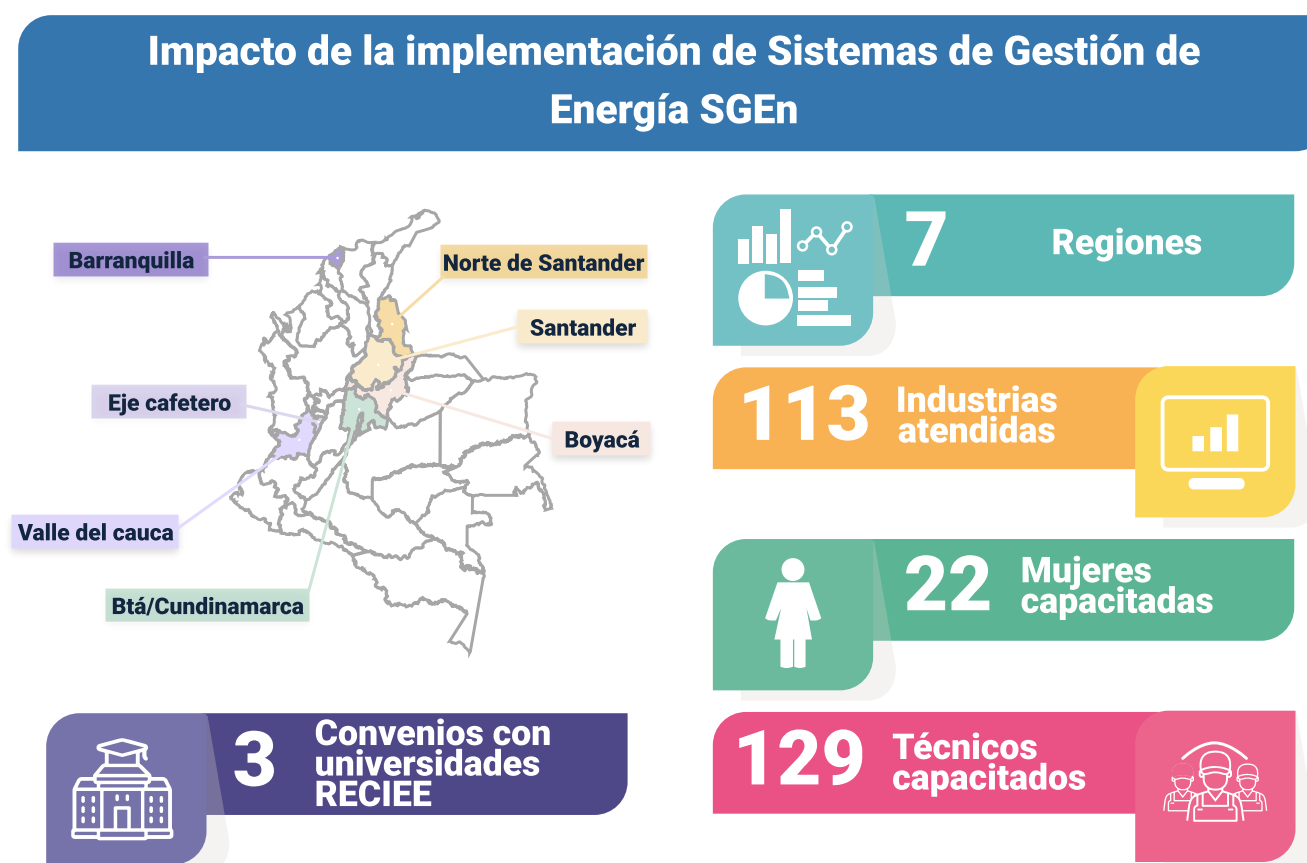 Impacto de la implementación de Sistemas de Gestión de
Energía SGEn
Barranquilla
Norte de Santander
Santander
Eje cafetero
Boyacá
Valle del cauca
Btá/Cundinamarca
7
Regiones
113
Industrias
atendidas
22
Mujeres
capacitadas
3
Convenios con
universidades
RECIEE
129
Técnicos
capacitados